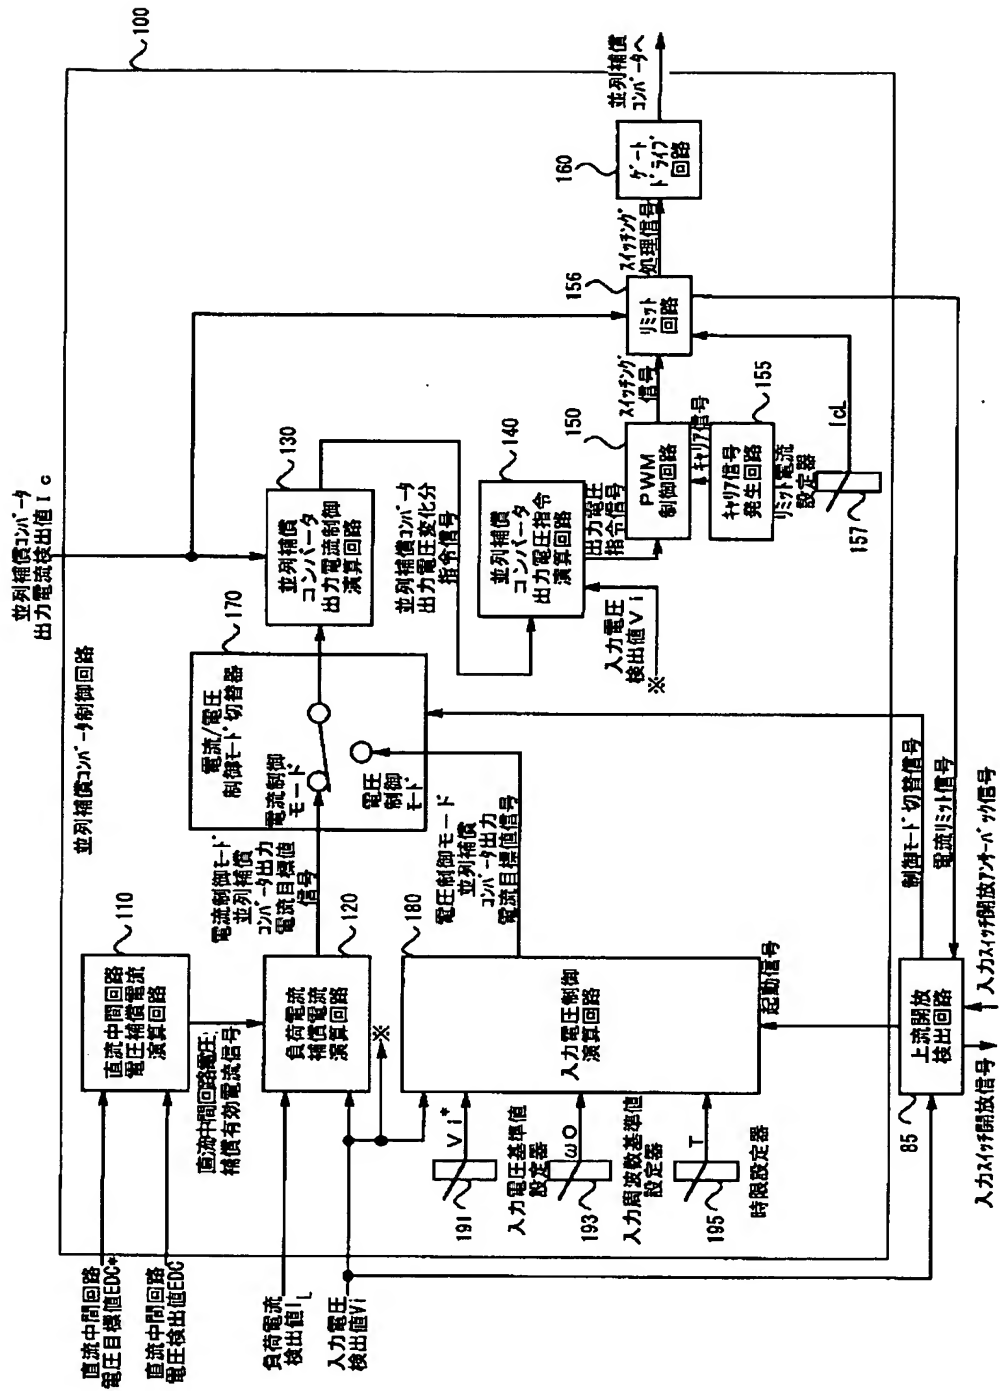 100
並列補償コンバータ
出力電流検出値Ic
並列補償コンバータ制御回路
直流中間回路
電圧目標値EDC*
直流中間回路
電圧検出値EDC
負荷電流
検出値IL
入力電圧
検出値Vi
110
直流中間回路
電圧補償電流
演算回路
直流中間回路電圧
補償有効電流信号
120
負荷電流
補償電流
演算回路
※
電流制御モード
並列補償
コンバータ出力
電流目標値
信号
170
電流/電圧
制御モード切替器
電流制御
モード
電圧
制御
モード
130
並列補償
コンバータ
出力電流制御
演算回路
並列補償コンバータ
出力電圧変化分
指令信号
140
並列補償
コンバータ
出力電圧指令
演算回路
入力電圧
検出値Vi
※
出力電圧
指令信号
150
PWM
制御回路
キャリア信号
155
キャリア信号
発生回路
スイッチング
信号
156
リミット
回路
スイッチング
処理信号
160
ゲート
ドライブ
回路
並列補償
コンバータへ
リミット電流
設定器
157
IcL
180
入力電圧制御
演算回路
電圧制御モード
並列補償
コンバータ出力
電流目標値信号
Vi*
191
入力電圧基準値
設定器
ωO
193
入力周波数基準値
設定器
T
195
時限設定器
起動信号
85
上流開放
検出回路
制御モード切替信号
電流リミット信号
入力スイッチ開放信号
入力スイッチ開放アンサーバック信号